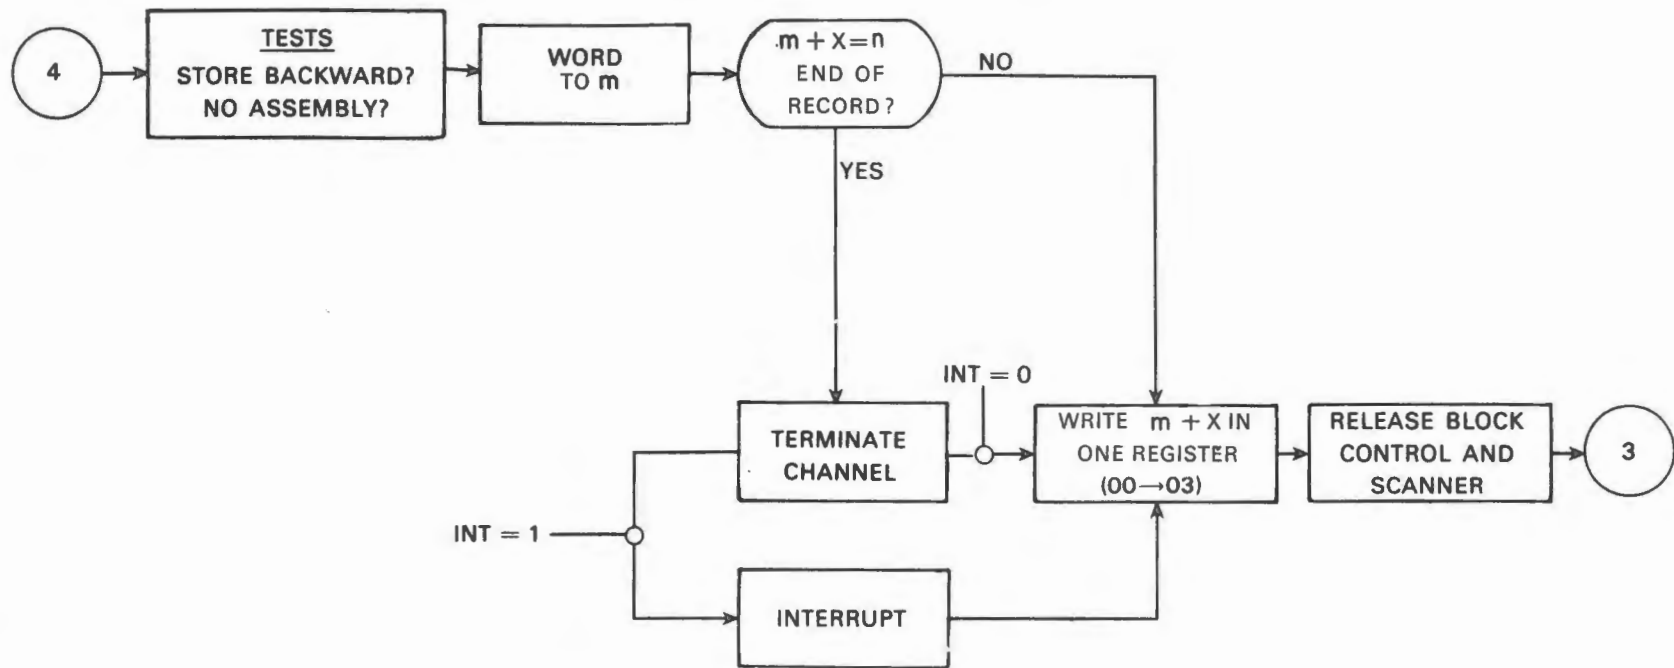 4
TESTS
STORE BACKWARD?
NO ASSEMBLY?
WORD
TO m
m + X = n
END OF
RECORD?
NO
YES
INT = 0
TERMINATE
CHANNEL
WRITE m + X IN
ONE REGISTER
(00→03)
RELEASE BLOCK
CONTROL AND
SCANNER
3
INT = 1
INTERRUPT